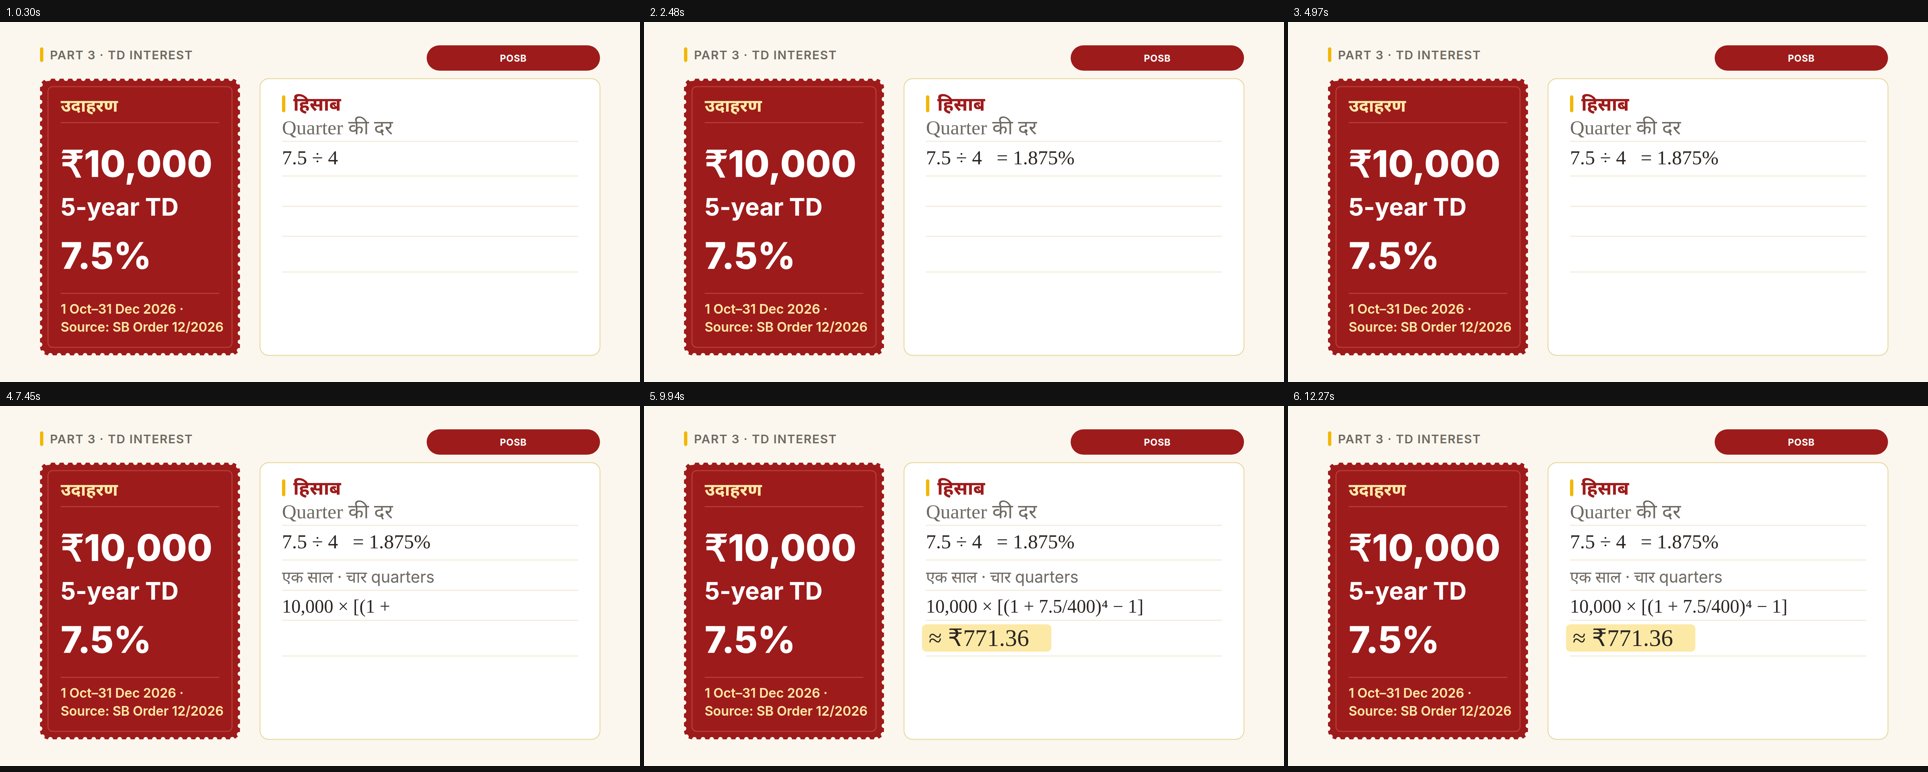 1. 0.30s
PART 3 · TD INTEREST
POSB
उदाहरण
₹10,000
5-year TD
7.5%
1 Oct–31 Dec 2026 ·
Source: SB Order 12/2026
हिसाब
Quarter की दर
7.5 ÷ 4
2. 2.48s
PART 3 · TD INTEREST
POSB
उदाहरण
₹10,000
5-year TD
7.5%
1 Oct–31 Dec 2026 ·
Source: SB Order 12/2026
हिसाब
Quarter की दर
7.5 ÷ 4 = 1.875%
3. 4.97s
PART 3 · TD INTEREST
POSB
उदाहरण
₹10,000
5-year TD
7.5%
1 Oct–31 Dec 2026 ·
Source: SB Order 12/2026
हिसाब
Quarter की दर
7.5 ÷ 4 = 1.875%
4. 7.45s
PART 3 · TD INTEREST
POSB
उदाहरण
₹10,000
5-year TD
7.5%
1 Oct–31 Dec 2026 ·
Source: SB Order 12/2026
हिसाब
Quarter की दर
7.5 ÷ 4 = 1.875%
एक साल · चार quarters
10,000 × [(1 +
5. 9.94s
PART 3 · TD INTEREST
POSB
उदाहरण
₹10,000
5-year TD
7.5%
1 Oct–31 Dec 2026 ·
Source: SB Order 12/2026
हिसाब
Quarter की दर
7.5 ÷ 4 = 1.875%
एक साल · चार quarters
10,000 × [(1 + 7.5/400)⁴ − 1]
≈ ₹771.36
6. 12.27s
PART 3 · TD INTEREST
POSB
उदाहरण
₹10,000
5-year TD
7.5%
1 Oct–31 Dec 2026 ·
Source: SB Order 12/2026
हिसाब
Quarter की दर
7.5 ÷ 4 = 1.875%
एक साल · चार quarters
10,000 × [(1 + 7.5/400)⁴ − 1]
≈ ₹771.36